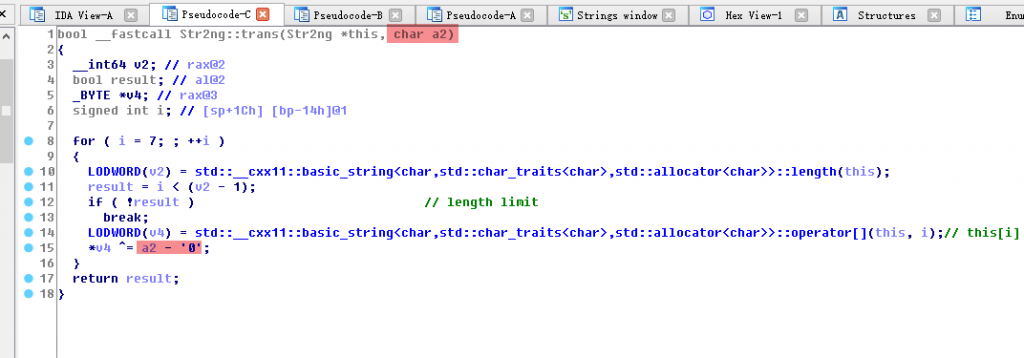 IDA View-A Pseudocode-C Pseudocode-B Pseudocode-A Strings window Hex View-1 Structures Enu
1 bool __fastcall Str2ng::trans(Str2ng *this, char a2)
2 {
3 __int64 v2; // rax@2
4 bool result; // al@2
5 _BYTE *v4; // rax@3
6 signed int i; // [sp+1Ch] [bp-14h]@1
7
8 for ( i = 7; ; ++i )
9 {
10 LODWORD(v2) = std::__cxx11::basic_string<char,std::char_traits<char>,std::allocator<char>>::length(this);
11 result = i < (v2 - 1);
12 if ( !result ) // length limit
13 break;
14 LODWORD(v4) = std::__cxx11::basic_string<char,std::char_traits<char>,std::allocator<char>>::operator[](this, i);// this[i]
15 *v4 ^= a2 - '0';
16 }
17 return result;
18 }